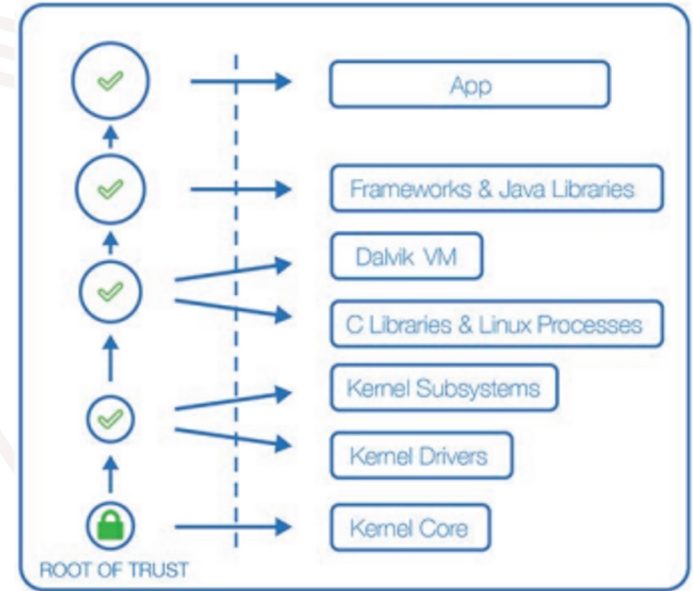 App
Frameworks & Java Libraries
Dalvik VM
C Libraries & Linux Processes
Kernel Subsystems
Kernel Drivers
Kernel Core
ROOT OF TRUST